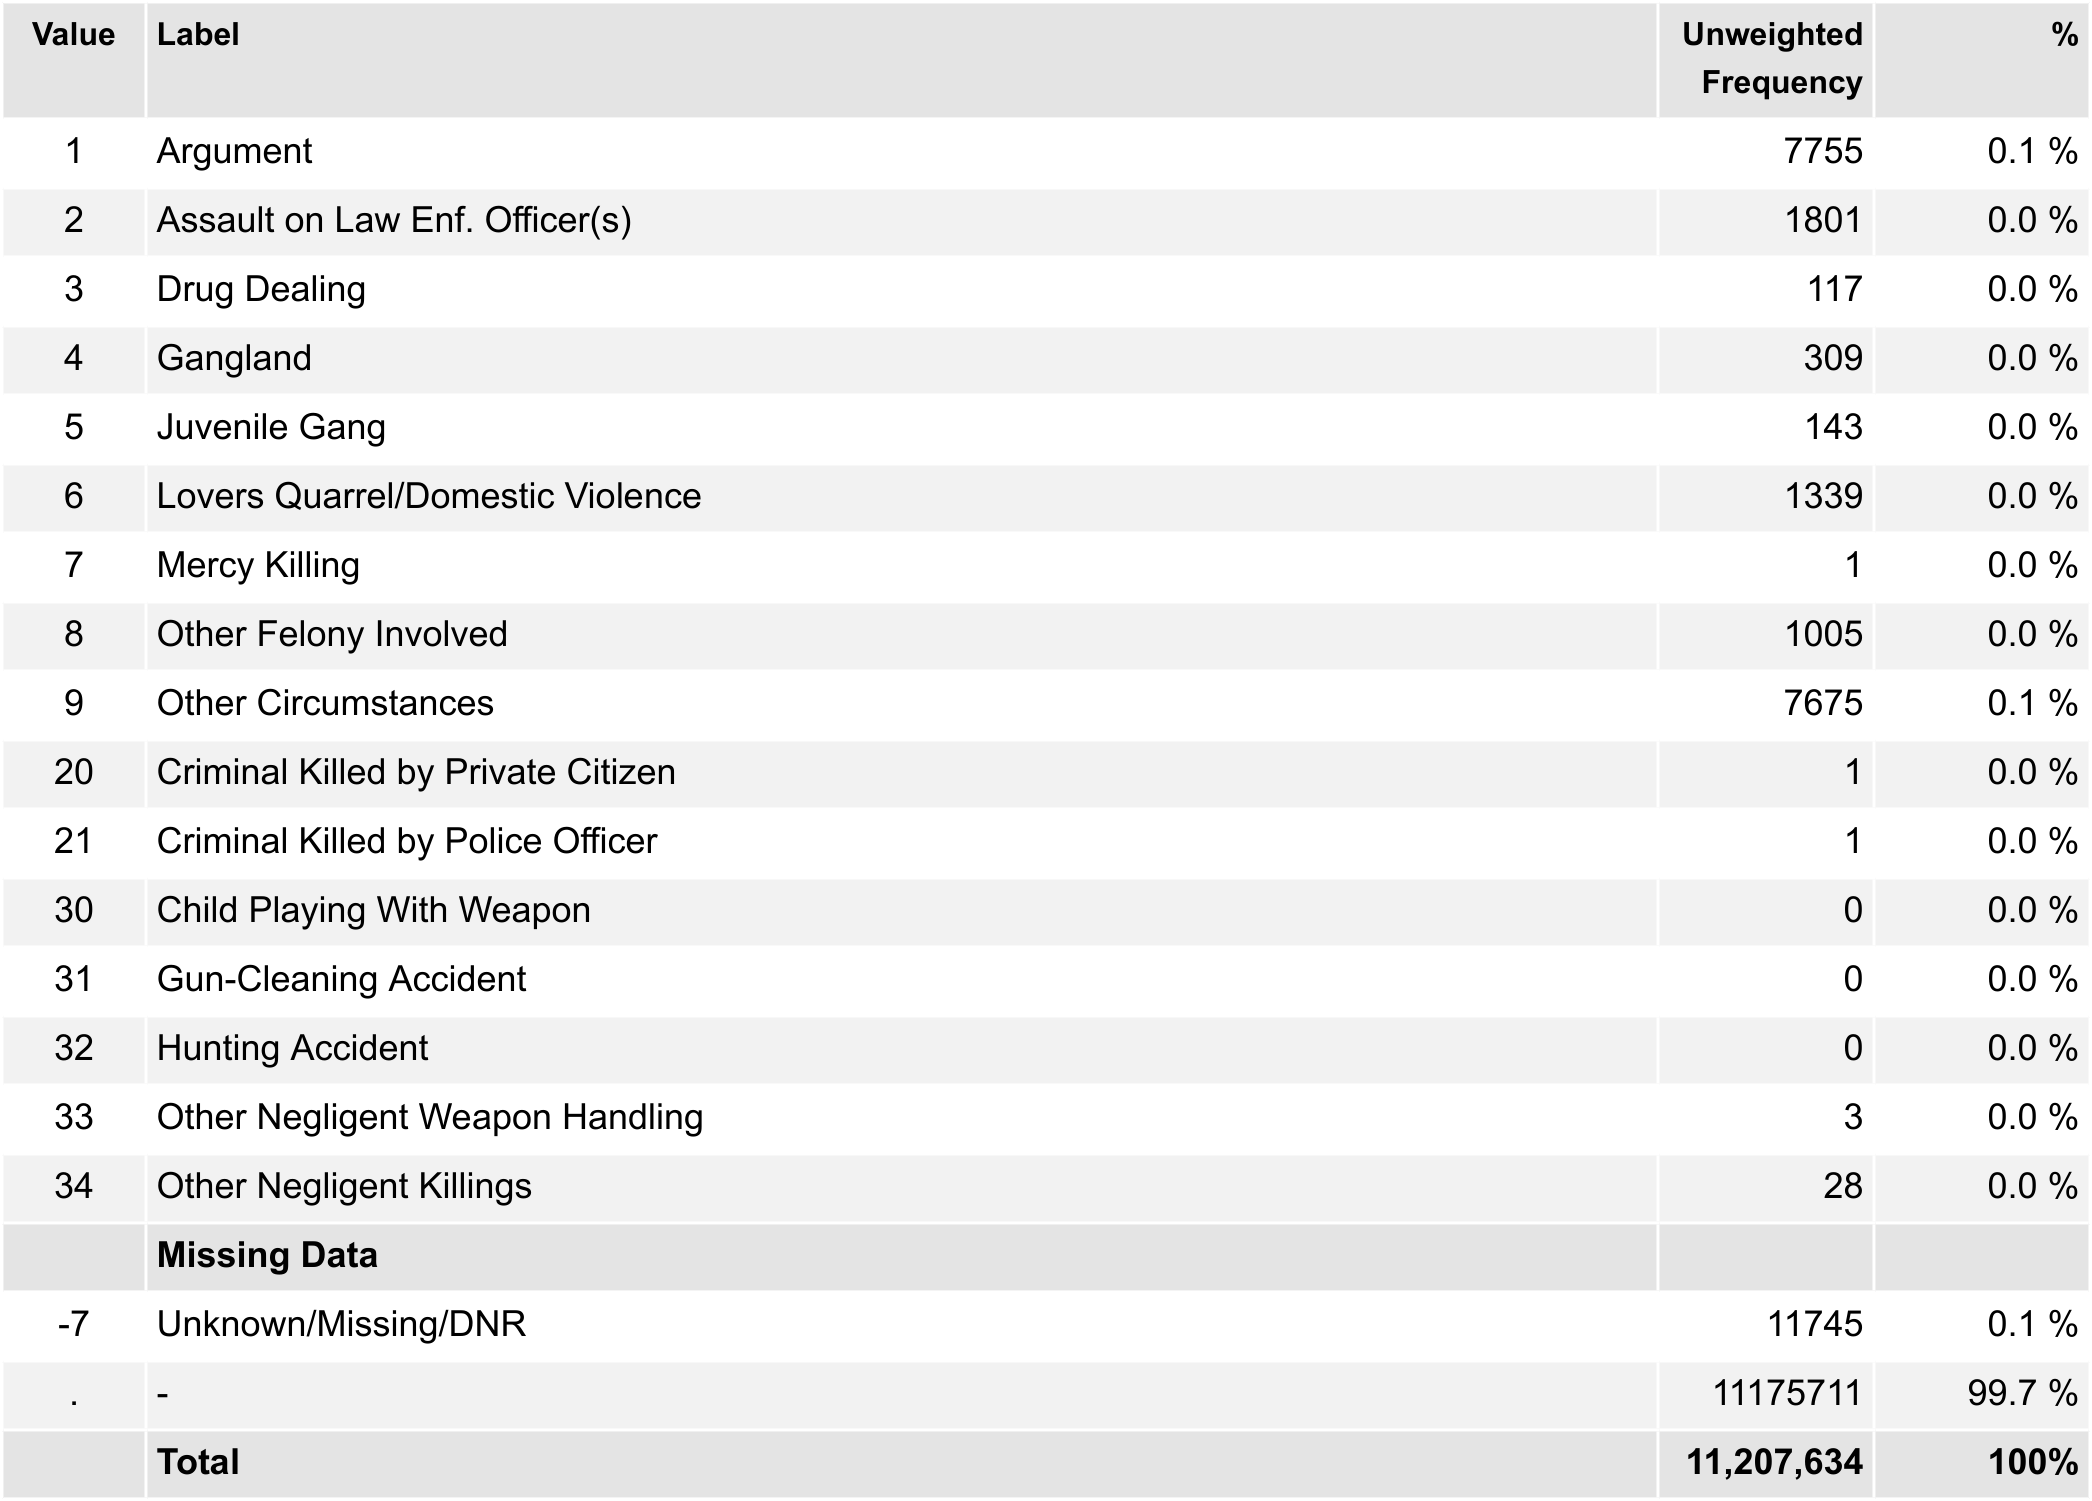 Value Label Unweighted Frequency %
1 Argument 7755 0.1 %
2 Assault on Law Enf. Officer(s) 1801 0.0 %
3 Drug Dealing 117 0.0 %
4 Gangland 309 0.0 %
5 Juvenile Gang 143 0.0 %
6 Lovers Quarrel/Domestic Violence 1339 0.0 %
7 Mercy Killing 1 0.0 %
8 Other Felony Involved 1005 0.0 %
9 Other Circumstances 7675 0.1 %
20 Criminal Killed by Private Citizen 1 0.0 %
21 Criminal Killed by Police Officer 1 0.0 %
30 Child Playing With Weapon 0 0.0 %
31 Gun-Cleaning Accident 0 0.0 %
32 Hunting Accident 0 0.0 %
33 Other Negligent Weapon Handling 3 0.0 %
34 Other Negligent Killings 28 0.0 %
Missing Data
-7 Unknown/Missing/DNR 11745 0.1 %
. - 11175711 99.7 %
Total 11,207,634 100%